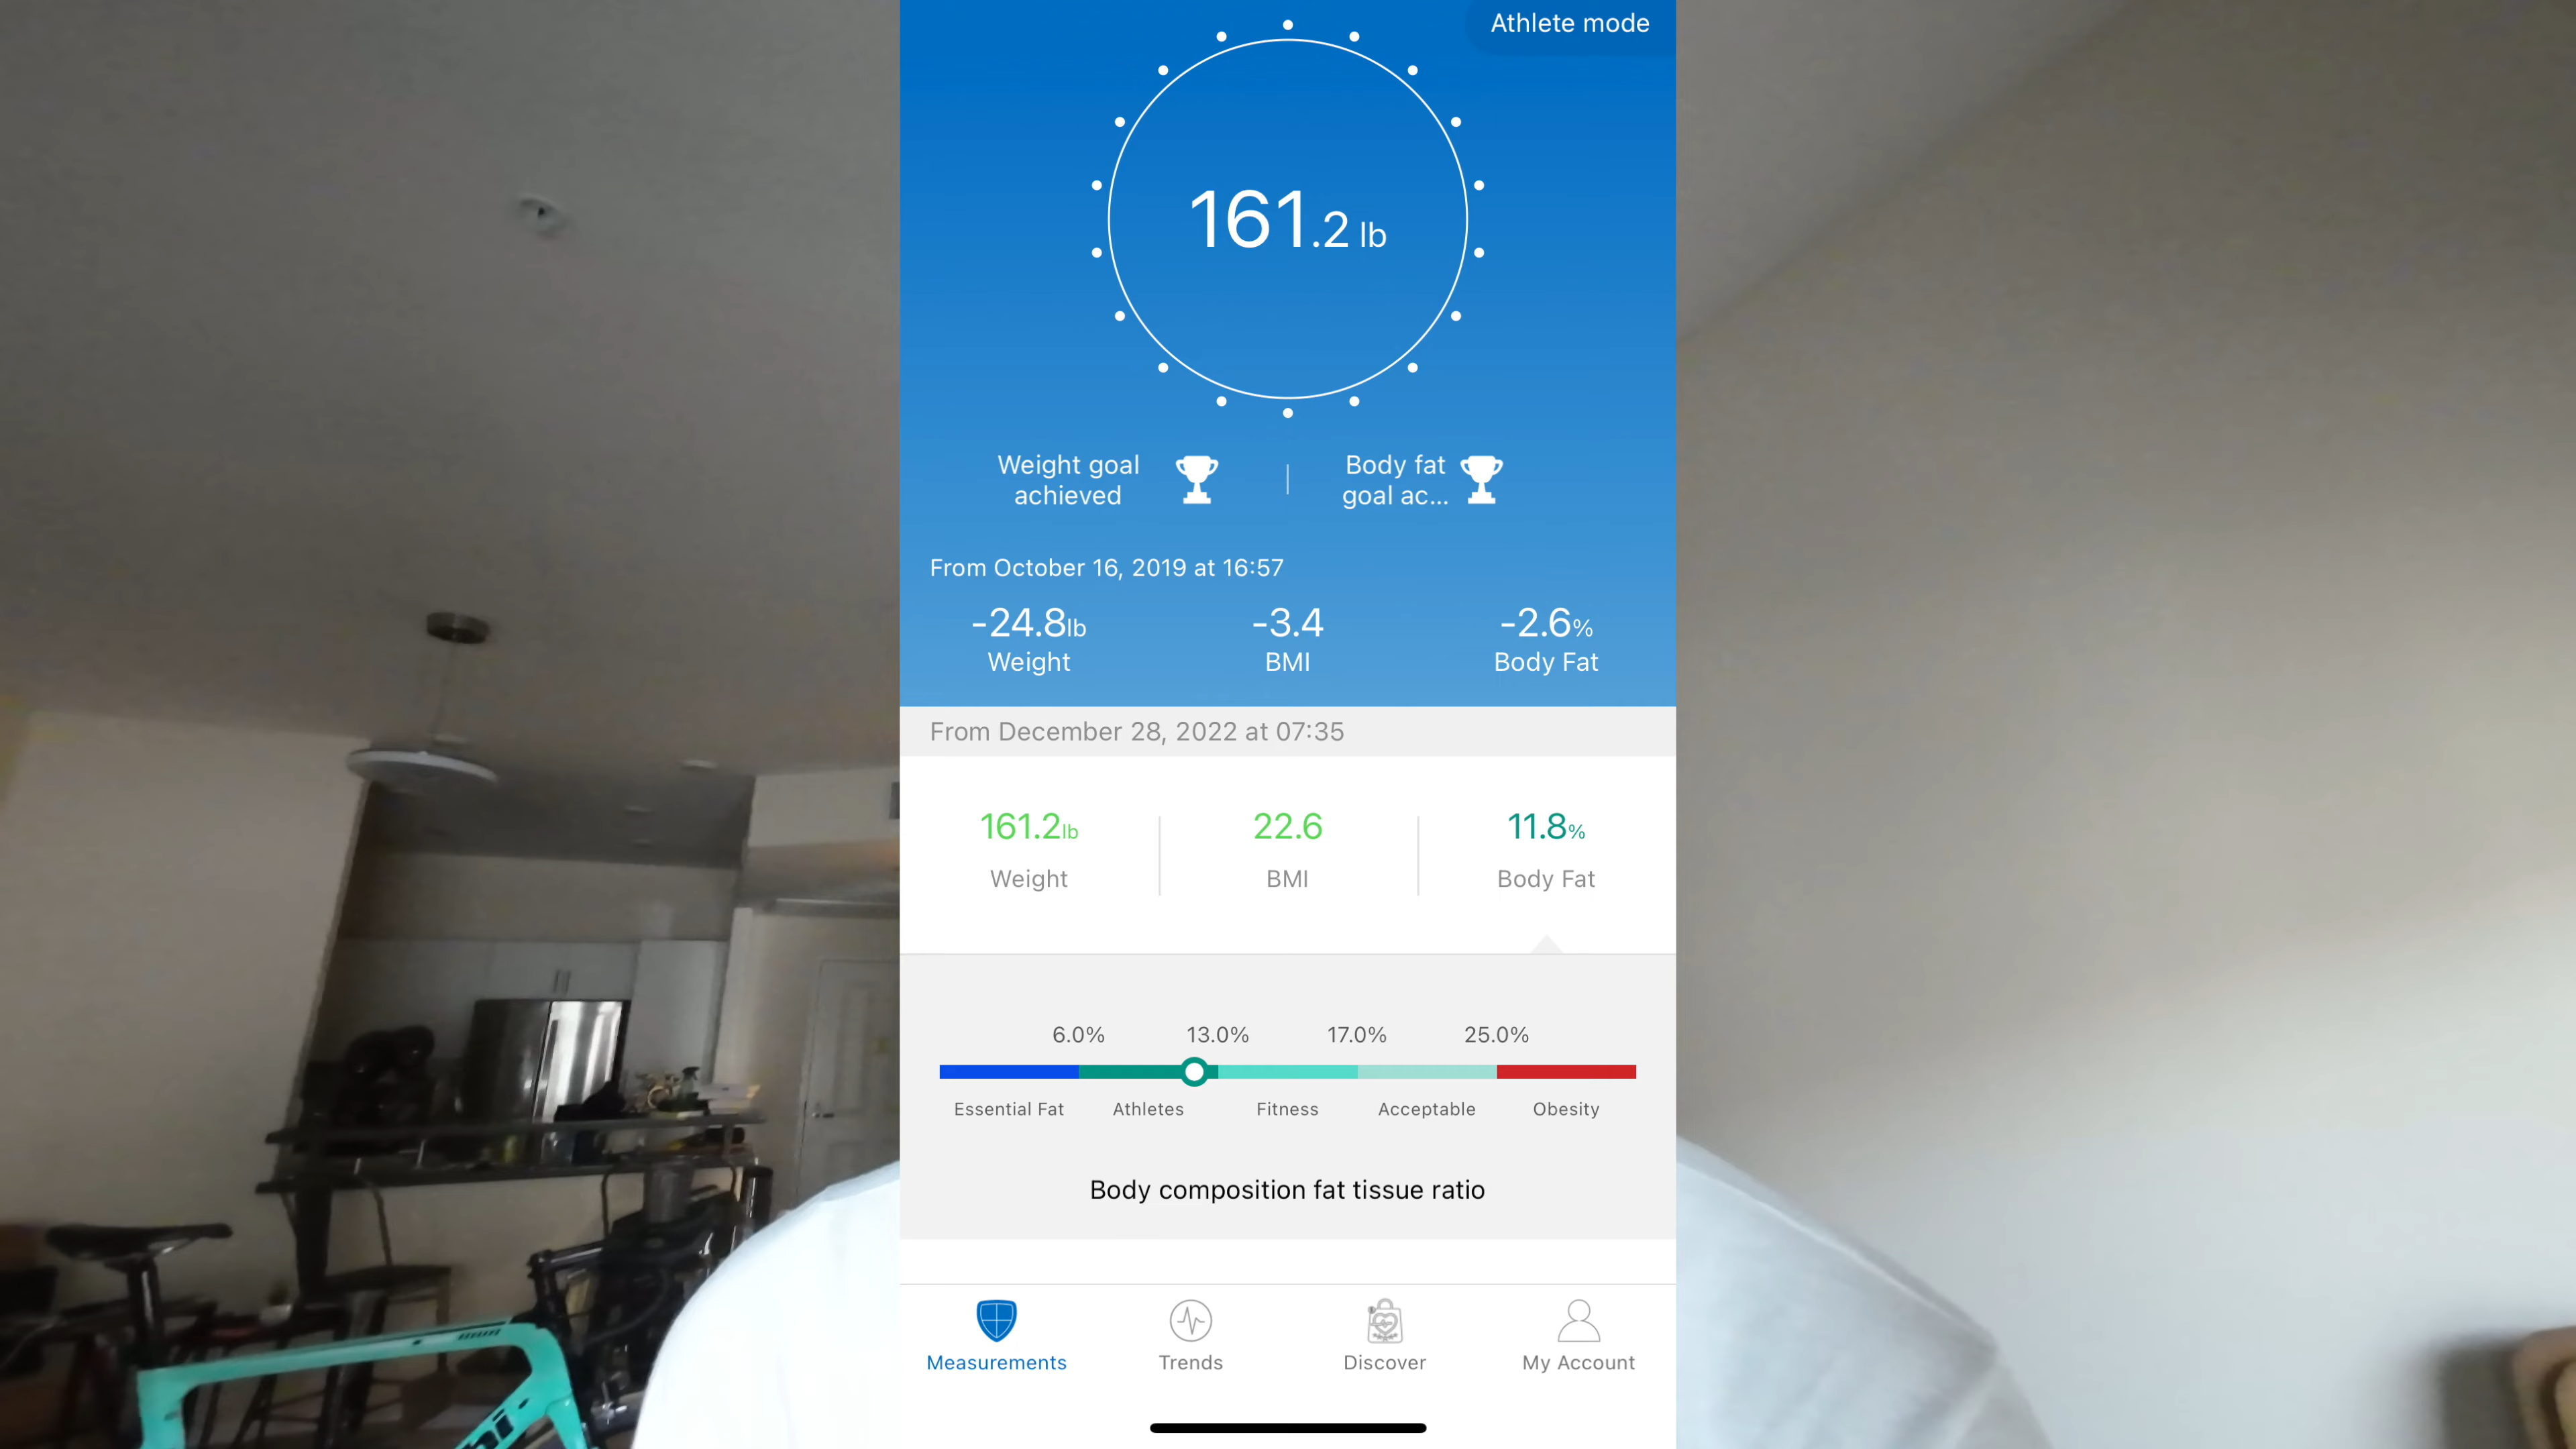 Athlete mode
161.2 lb
Weight goal
achieved
Body fat
goal ac...
From October 16, 2019 at 16:57
-24.8lb
-3.4
-2.6%
Weight
BMI
Body Fat
From December 28, 2022 at 07:35
161.2lb
22.6
11.8%
Weight
BMI
Body Fat
6.0%
13.0%
17.0%
25.0%
Essential Fat
Athletes
Fitness
Acceptable
Obesity
Body composition fat tissue ratio
Measurements
Trends
Discover
My Account